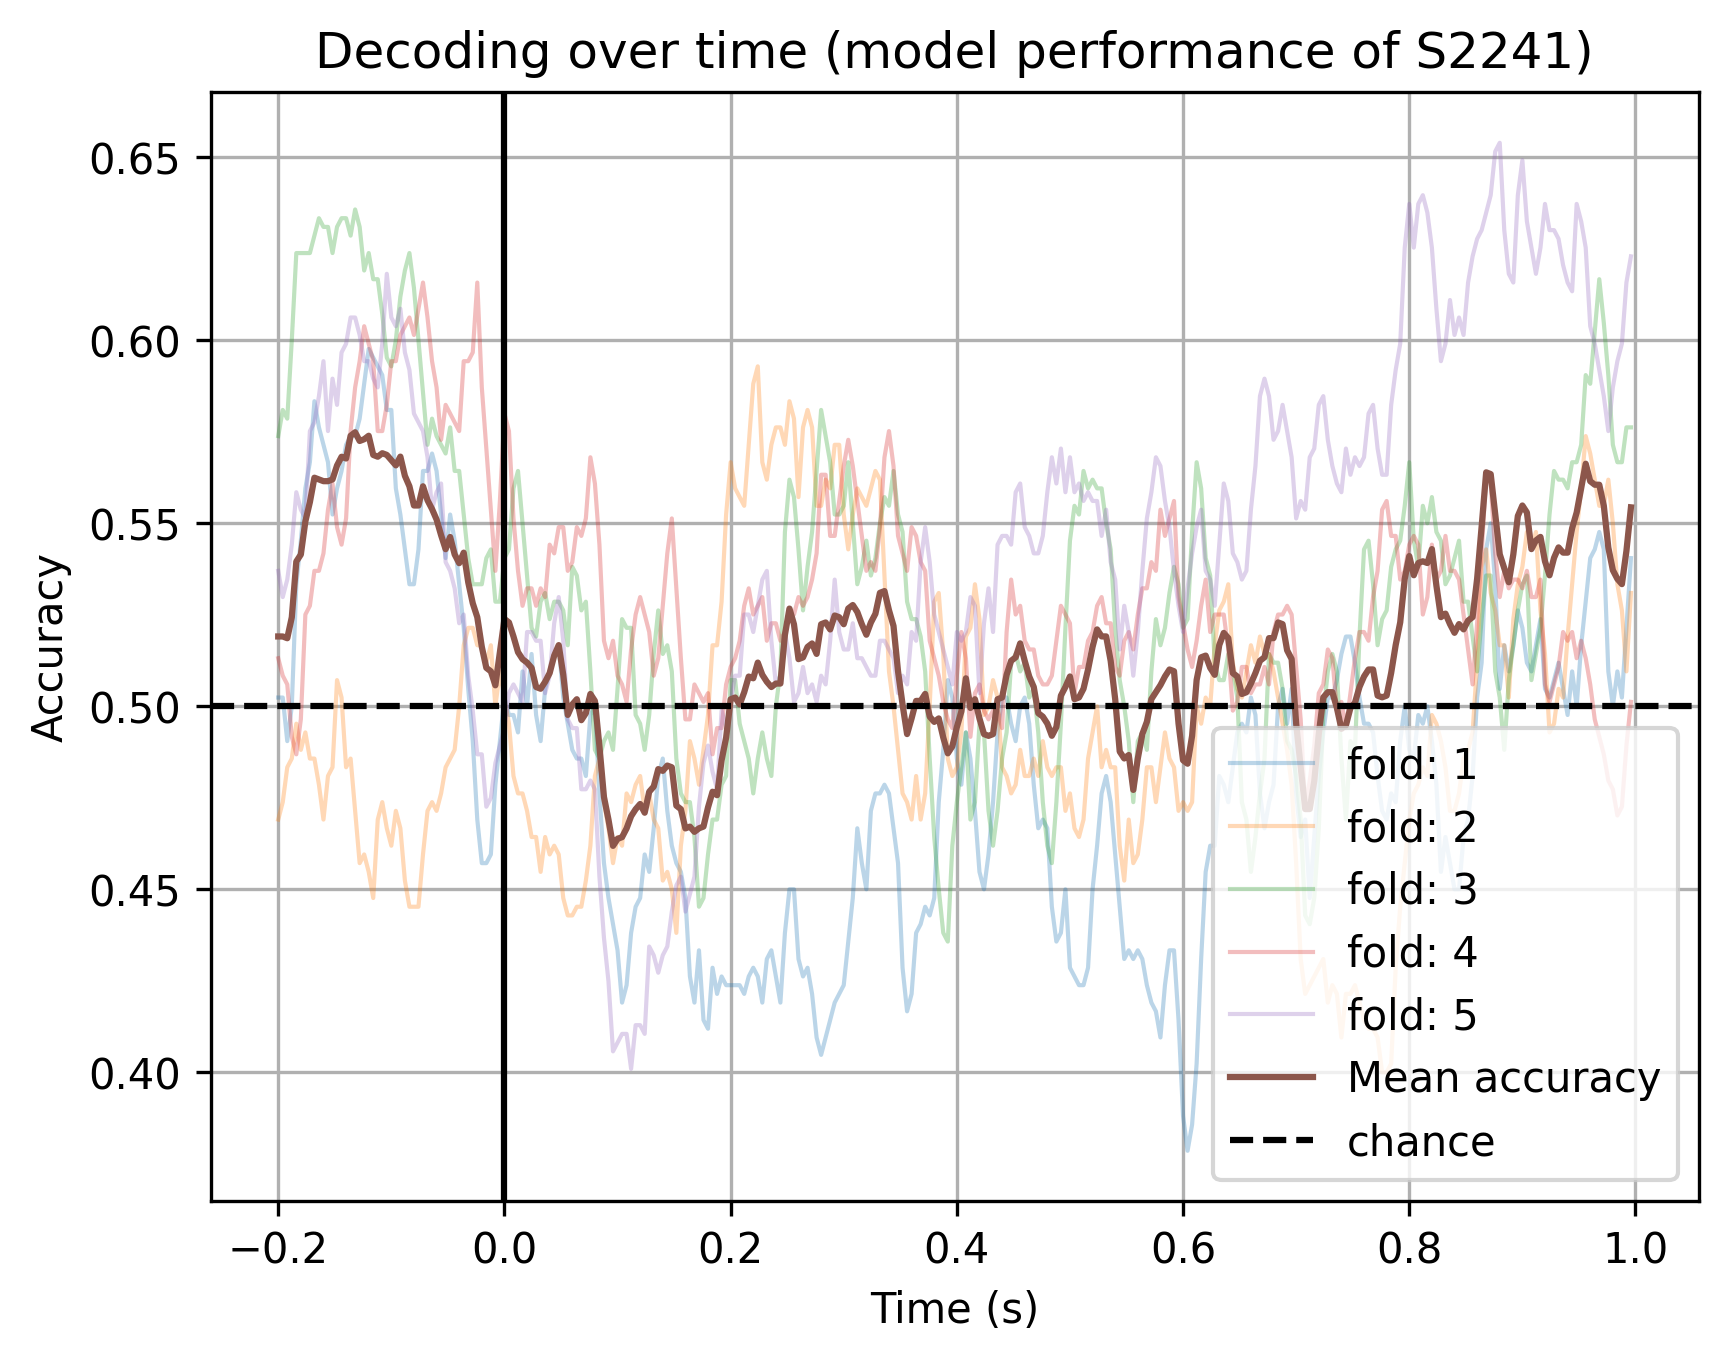 Decoding over time (model performance of S2241)
Accuracy
0.65
0.60
0.55
0.50
0.45
0.40
fold: 1
fold: 2
fold: 3
fold: 4
fold: 5
Mean accuracy
chance
−0.2
0.0
0.2
0.4
0.6
0.8
1.0
Time (s)